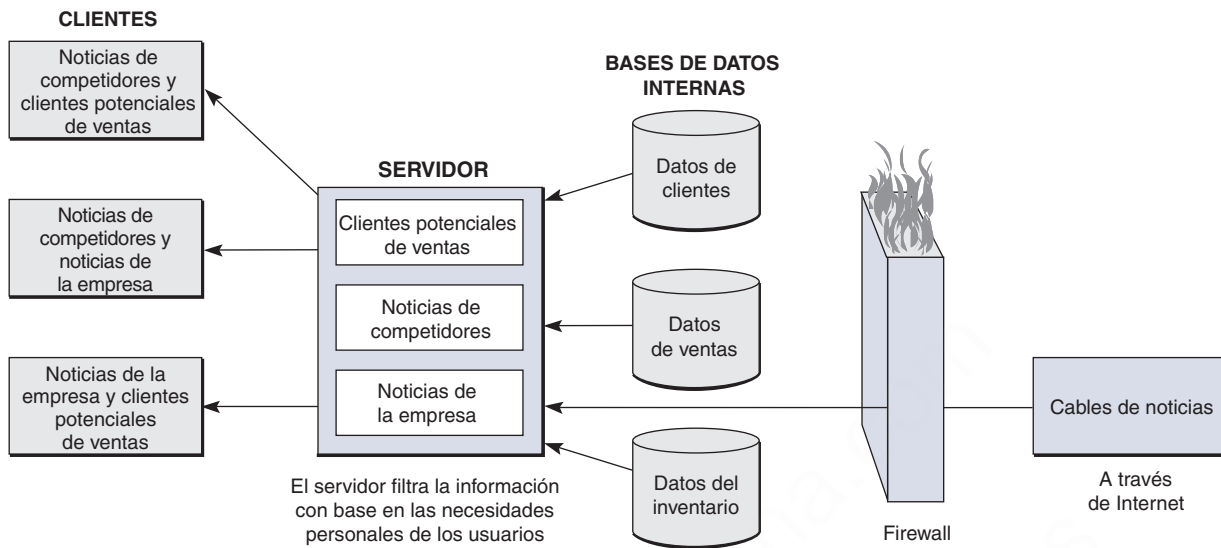 CLIENTES
Noticias de
competidores y
clientes potenciales
de ventas
Noticias de
competidores y
noticias de
la empresa
Noticias de la
empresa y clientes
potenciales
de ventas
SERVIDOR
Clientes potenciales
de ventas
Noticias de
competidores
Noticias de
la empresa
El servidor filtra la información
con base en las necesidades
personales de los usuarios
BASES DE DATOS
INTERNAS
Datos de
clientes
Datos
de ventas
Datos del
inventario
Firewall
Cables de noticias
A través
de Internet